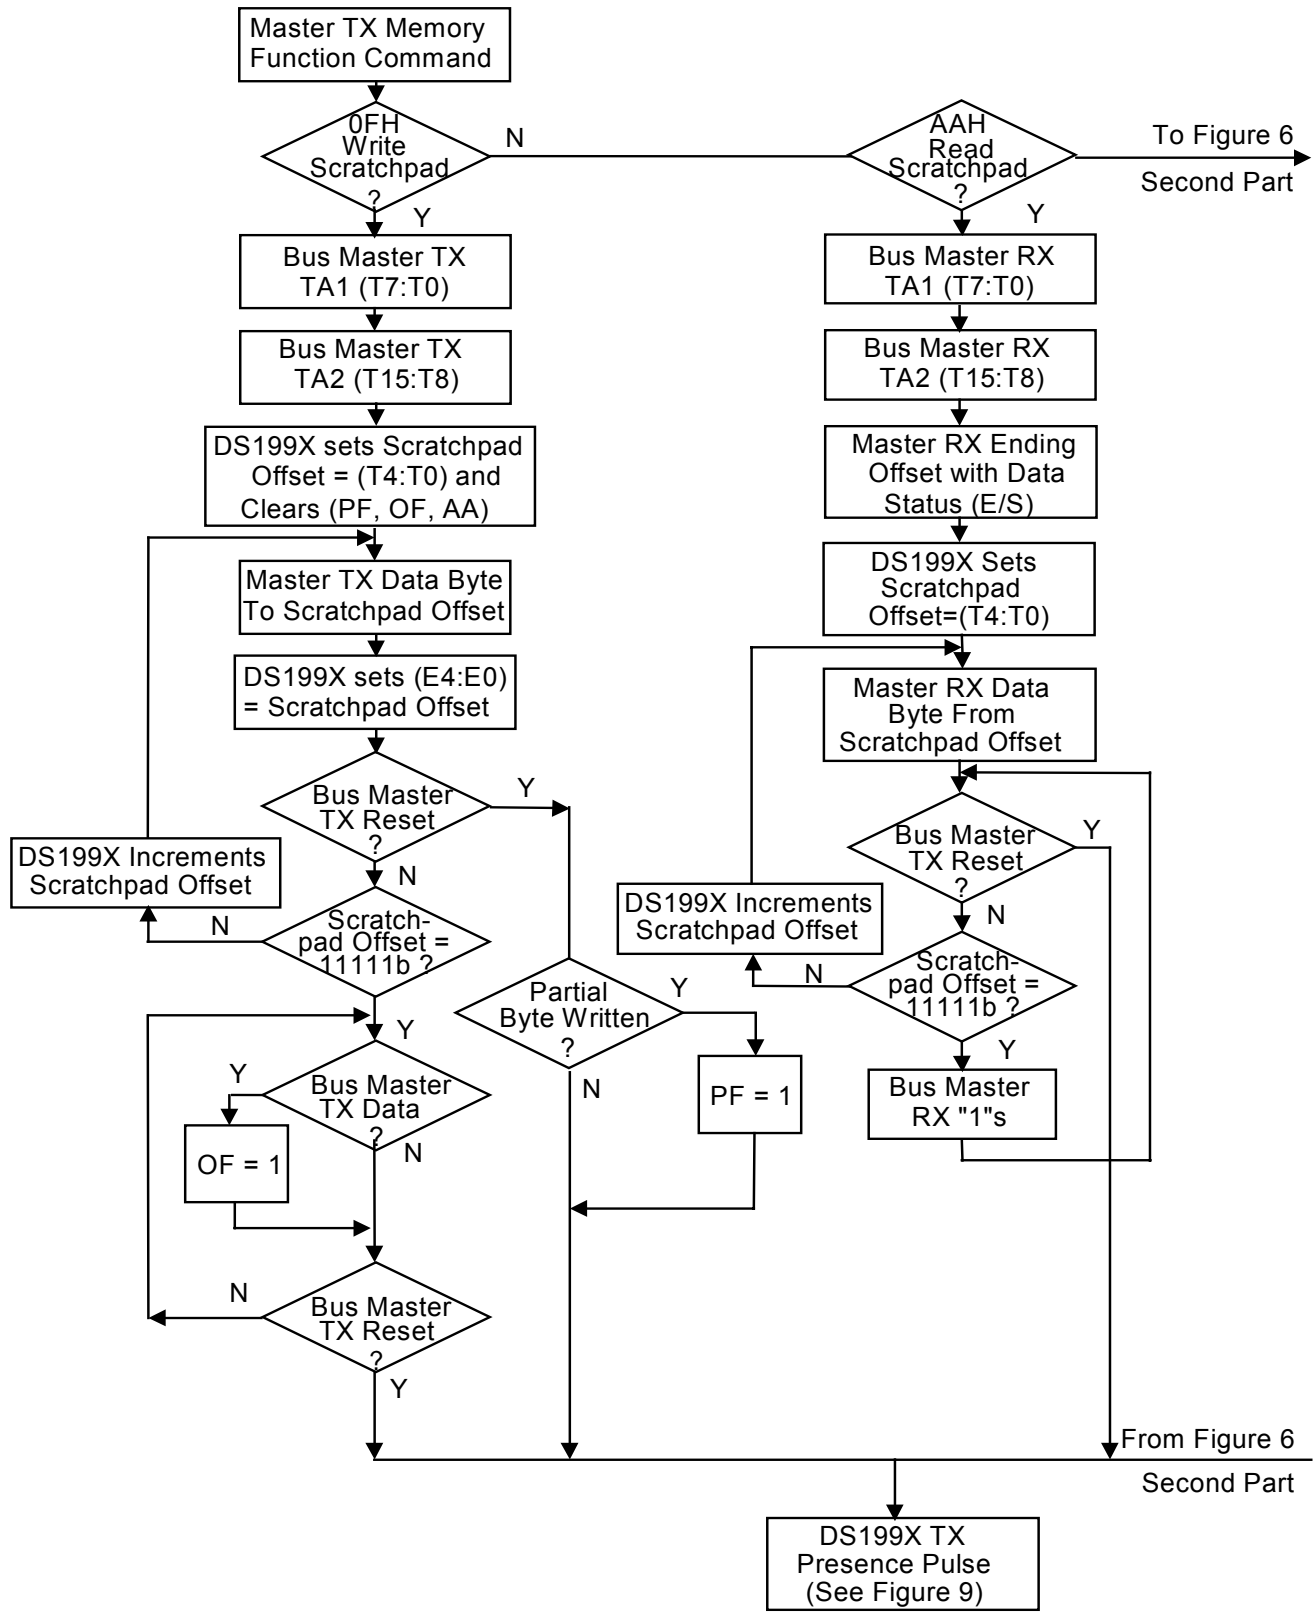 Master TX Memory
Function Command
0FH
Write
Scratchpad
?
N
Y
AAH
Read
Scratchpad
?
Y
To Figure 6
Second Part
Bus Master TX
TA1 (T7:T0)
Bus Master TX
TA2 (T15:T8)
DS199X sets Scratchpad
Offset = (T4:T0) and
Clears (PF, OF, AA)
Master TX Data Byte
To Scratchpad Offset
DS199X sets (E4:E0)
= Scratchpad Offset
Bus Master
TX Reset
?
Y
N
DS199X Increments
Scratchpad Offset
N
Scratch-
pad Offset =
11111b ?
Y
Partial
Byte Written
?
Y
N
PF = 1
Bus Master
TX Data
?
Y
N
OF = 1
Bus Master
TX Reset
?
N
Y
Bus Master RX
TA1 (T7:T0)
Bus Master RX
TA2 (T15:T8)
Master RX Ending
Offset with Data
Status (E/S)
DS199X Sets
Scratchpad
Offset=(T4:T0)
Master RX Data
Byte From
Scratchpad Offset
Bus Master
TX Reset
?
Y
N
DS199X Increments
Scratchpad Offset
N
Scratch-
pad Offset =
11111b ?
Y
Bus Master
RX "1"s
From Figure 6
Second Part
DS199X TX
Presence Pulse
(See Figure 9)